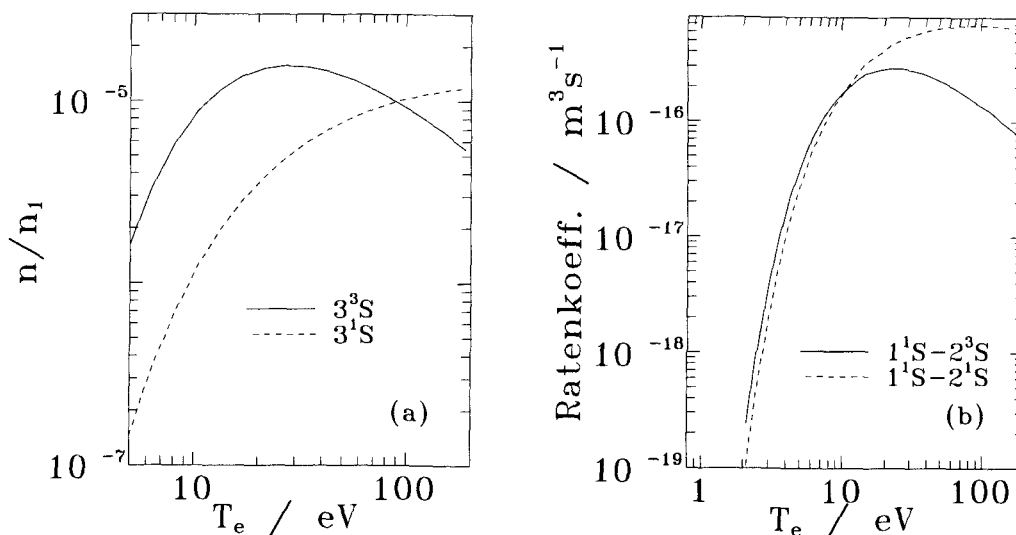 n/n₁
10⁻⁵
10⁻⁷
3³S
3¹S
(a)
10
100
Tₑ / eV
Ratenkoeff. / m³s⁻¹
10⁻¹⁶
10⁻¹⁷
10⁻¹⁸
10⁻¹⁹
1¹S-2³S
1¹S-2¹S
(b)
1
10
100
Tₑ / eV